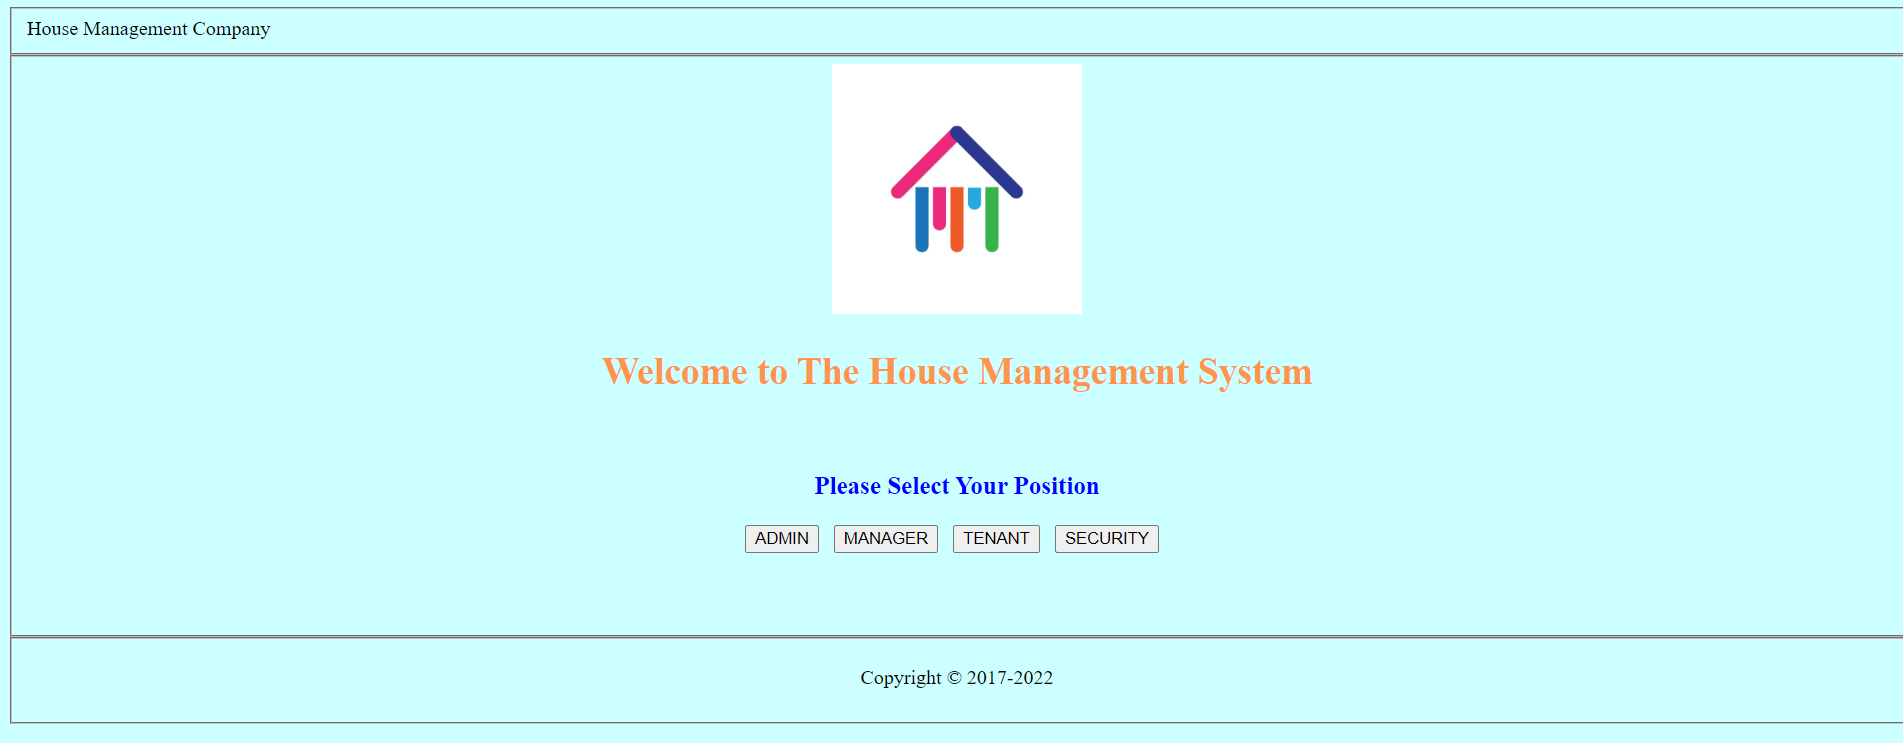 House Management Company
Welcome to The House Management System
Please Select Your Position
ADMIN MANAGER TENANT SECURITY
Copyright © 2017-2022